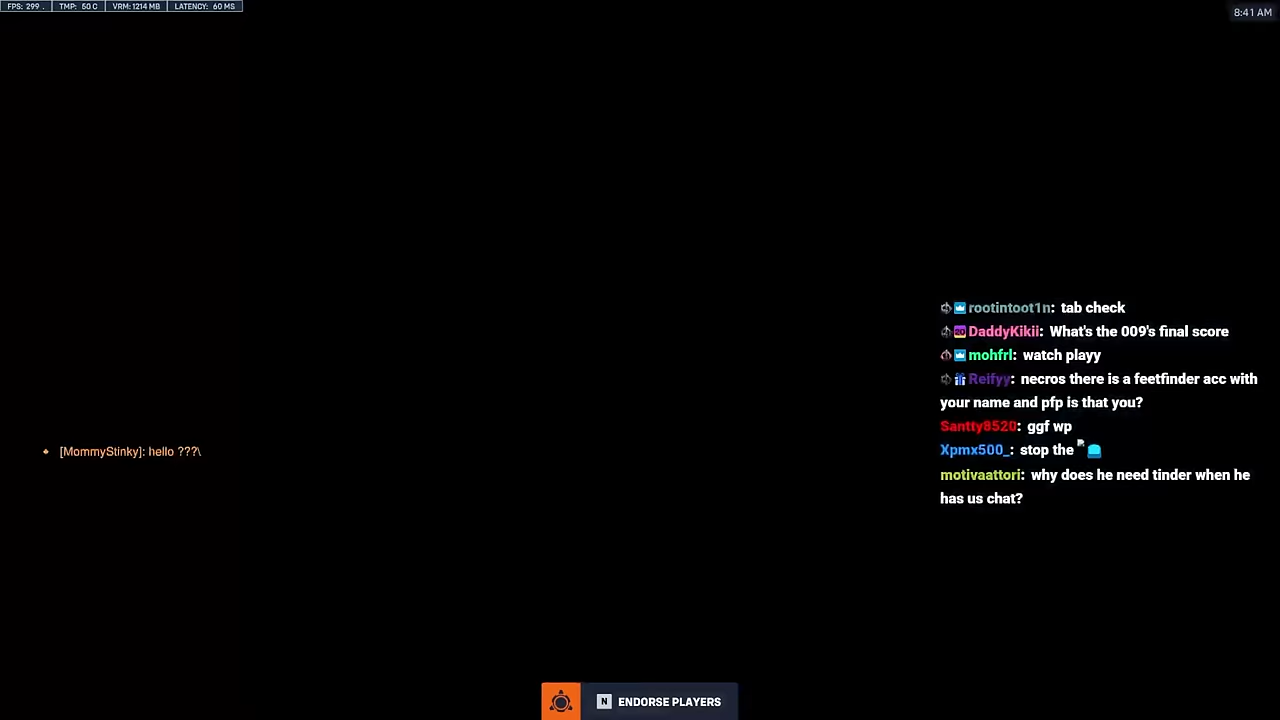 FPS: 299 . TMP: 50 C VRM: 1214 MB LATENCY: 60 MS
8:41 AM
rootintoot1n: tab check
DaddyKikii: What's the 009's final score
mohfrl: watch playy
Reifyy: necros there is a feetfinder acc with
your name and pfp is that you?
Santty8520: ggf wp
[MommyStinky]: hello ???\
Xpmx500_: stop the
motivaattori: why does he need tinder when he
has us chat?
N ENDORSE PLAYERS